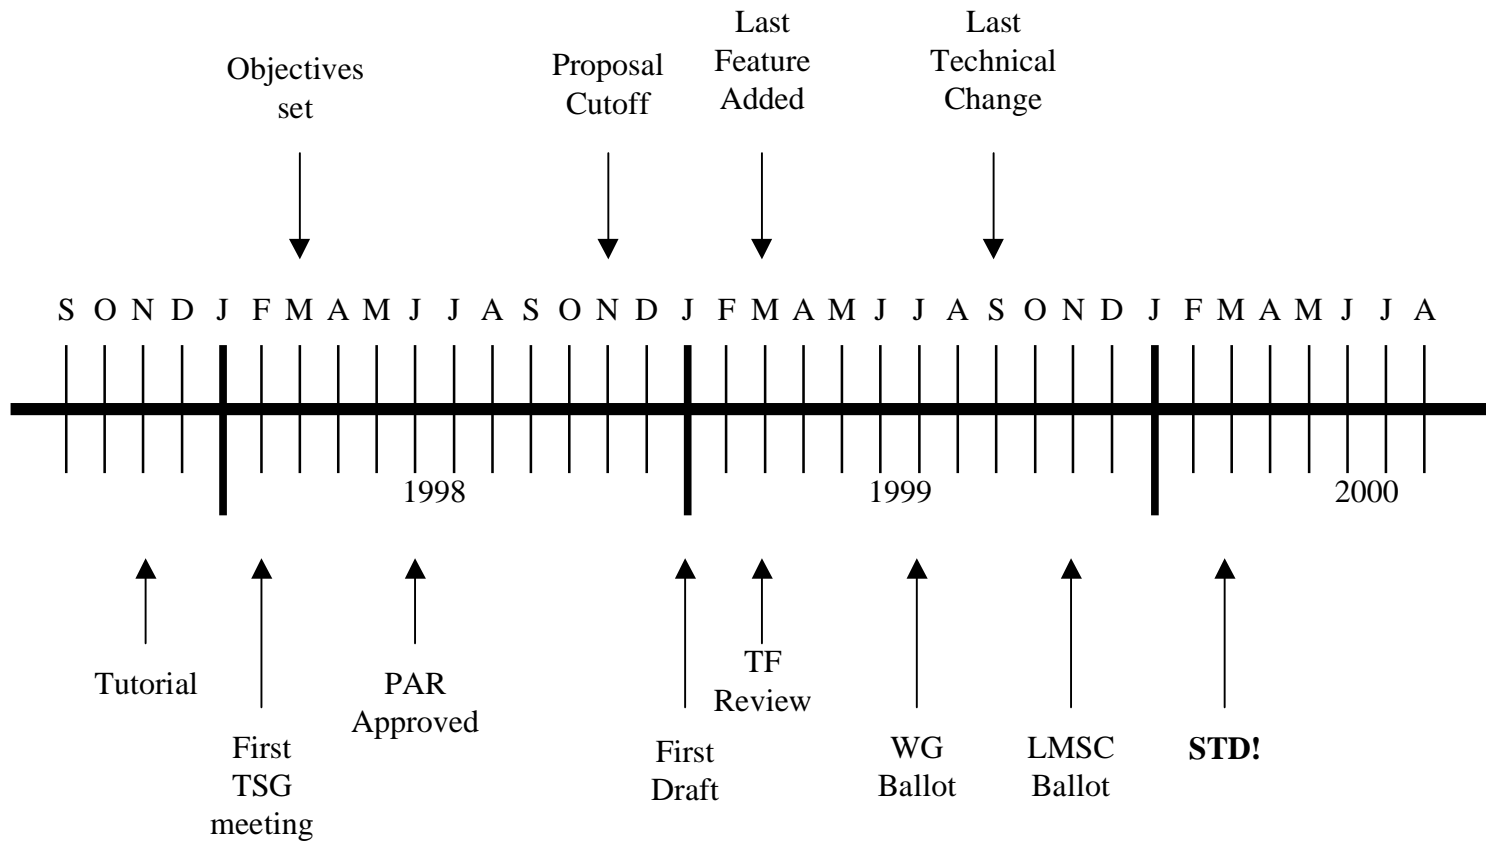 Objectives
set
Proposal
Cutoff
Last
Feature
Added
Last
Technical
Change
S O N D J F M A M J J A S O N D J F M A M J J A S O N D J F M A M J J A
1998
1999
2000
Tutorial
First
TSG
meeting
PAR
Approved
First
Draft
TF
Review
WG
Ballot
LMSC
Ballot
STD!